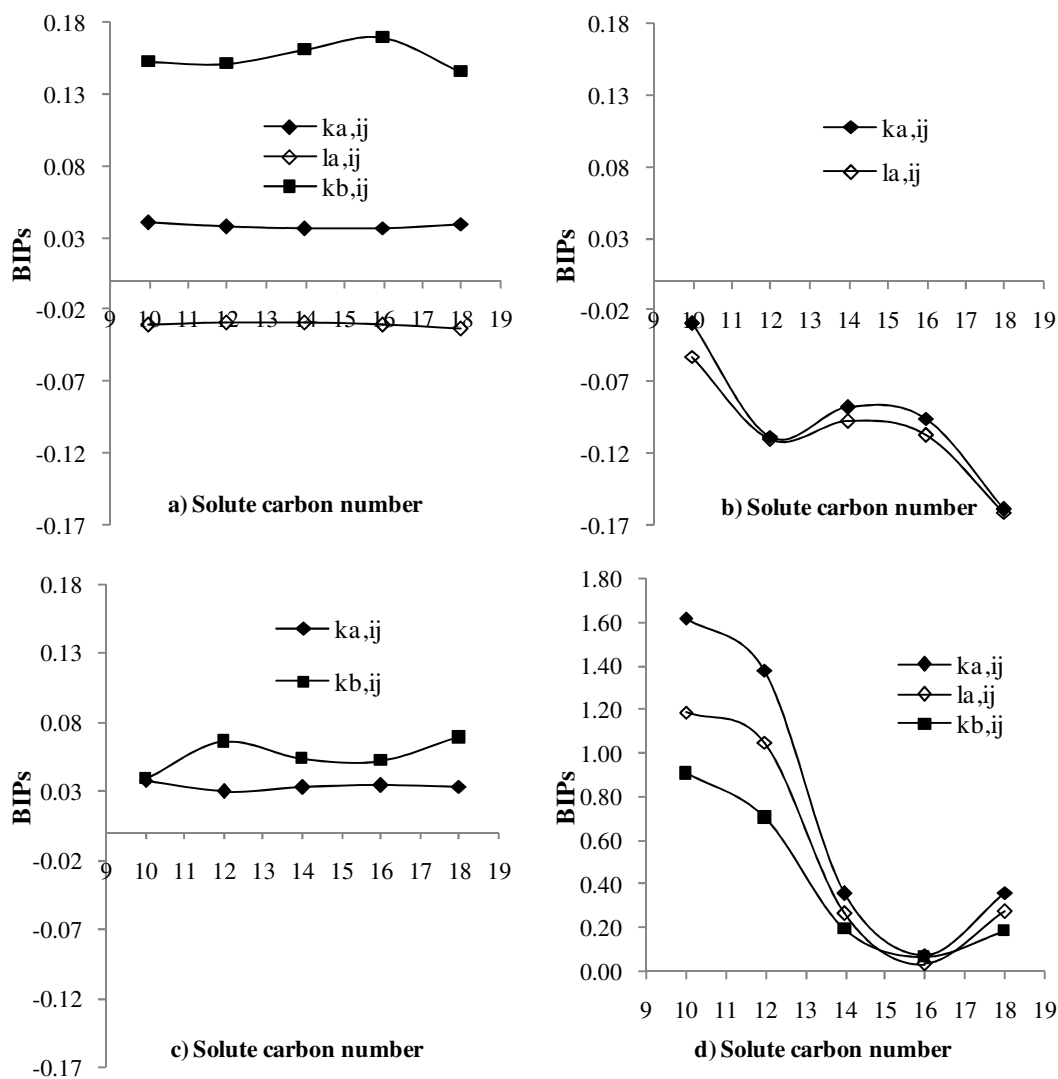 0.18
0.13
0.08
0.03
-0.02
-0.07
-0.12
-0.17
BIPs
ka,ij
la,ij
kb,ij
9 10 11 12 13 14 15 16 17 18 19
a) Solute carbon number
0.18
0.13
0.08
0.03
-0.02
-0.07
-0.12
-0.17
BIPs
ka,ij
la,ij
9 10 11 12 13 14 15 16 17 18 19
b) Solute carbon number
0.18
0.13
0.08
0.03
-0.02
-0.07
-0.12
-0.17
BIPs
ka,ij
kb,ij
9 10 11 12 13 14 15 16 17 18 19
c) Solute carbon number
1.80
1.60
1.40
1.20
1.00
0.80
0.60
0.40
0.20
0.00
BIPs
ka,ij
la,ij
kb,ij
9 10 11 12 13 14 15 16 17 18 19
d) Solute carbon number